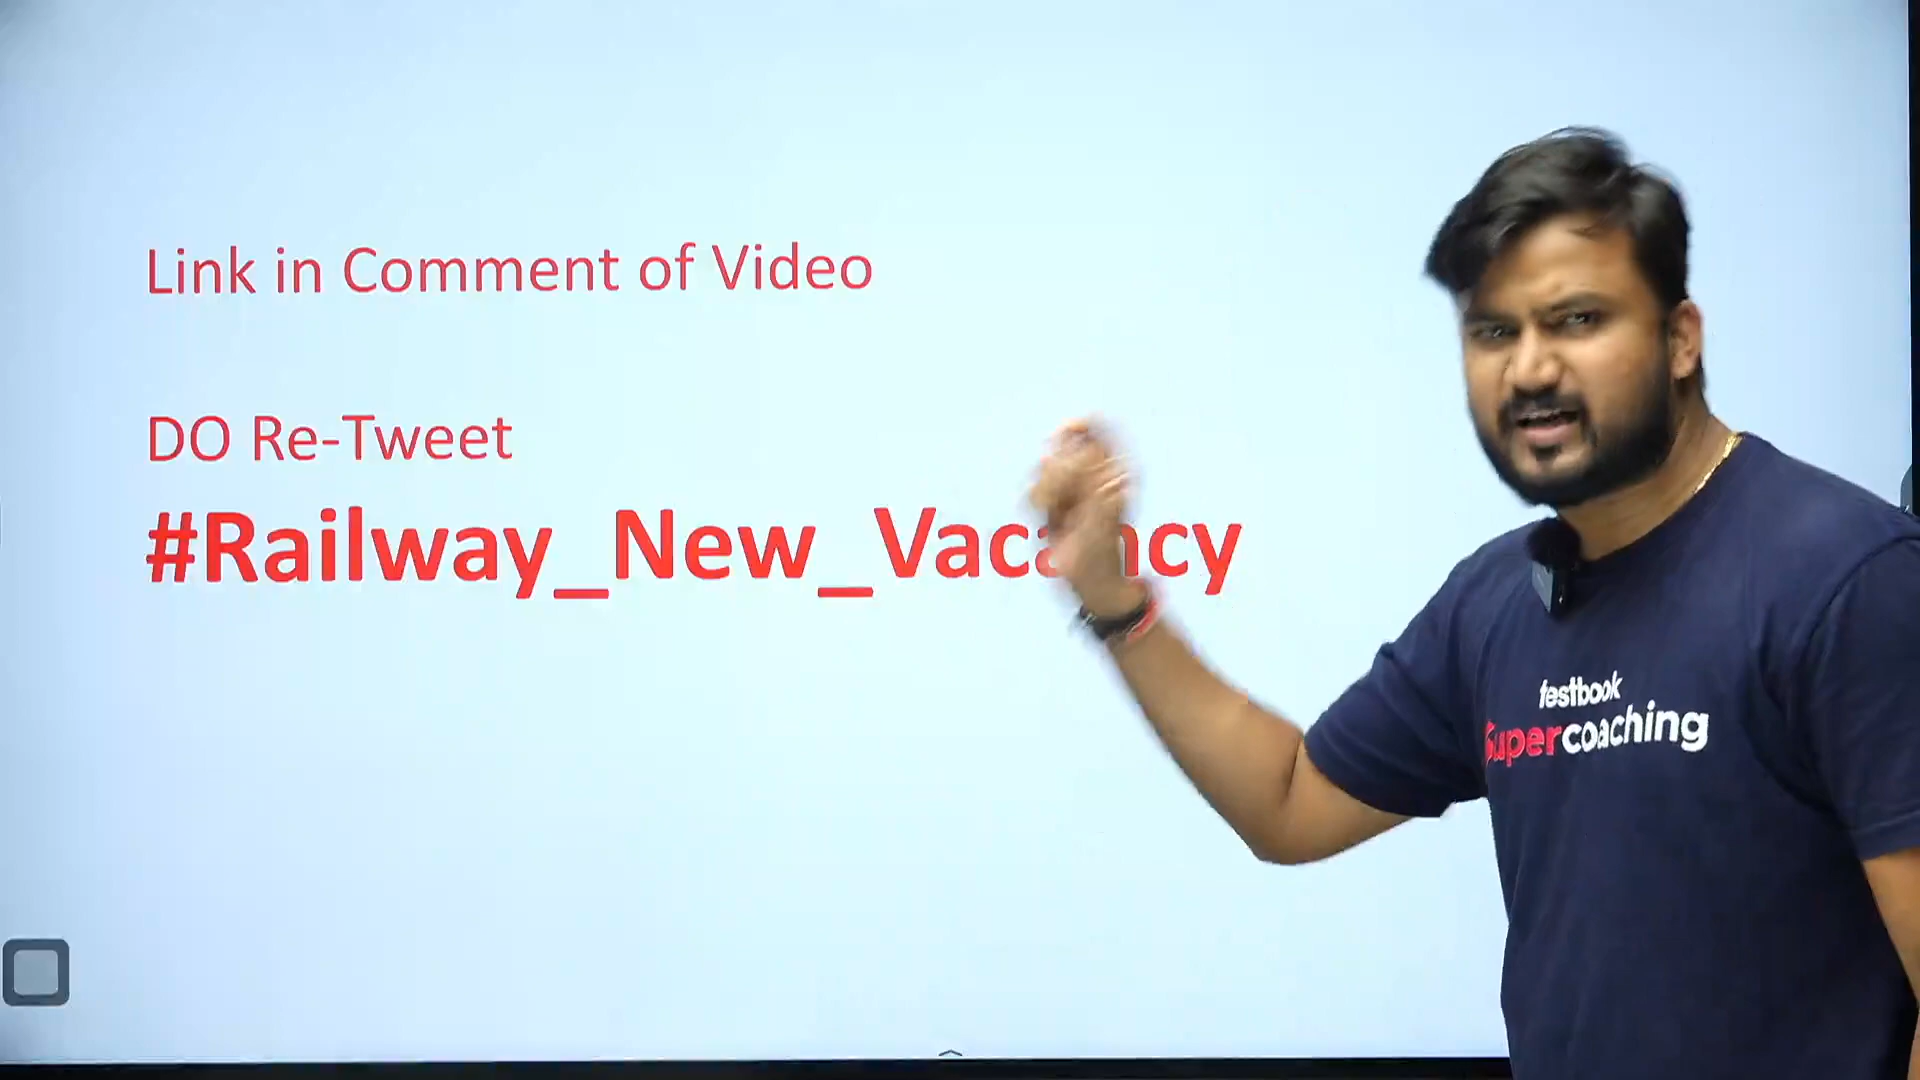 Link in Comment of Video
DO Re-Tweet
#Railway_New_Vacancy
testbook
Supercoaching